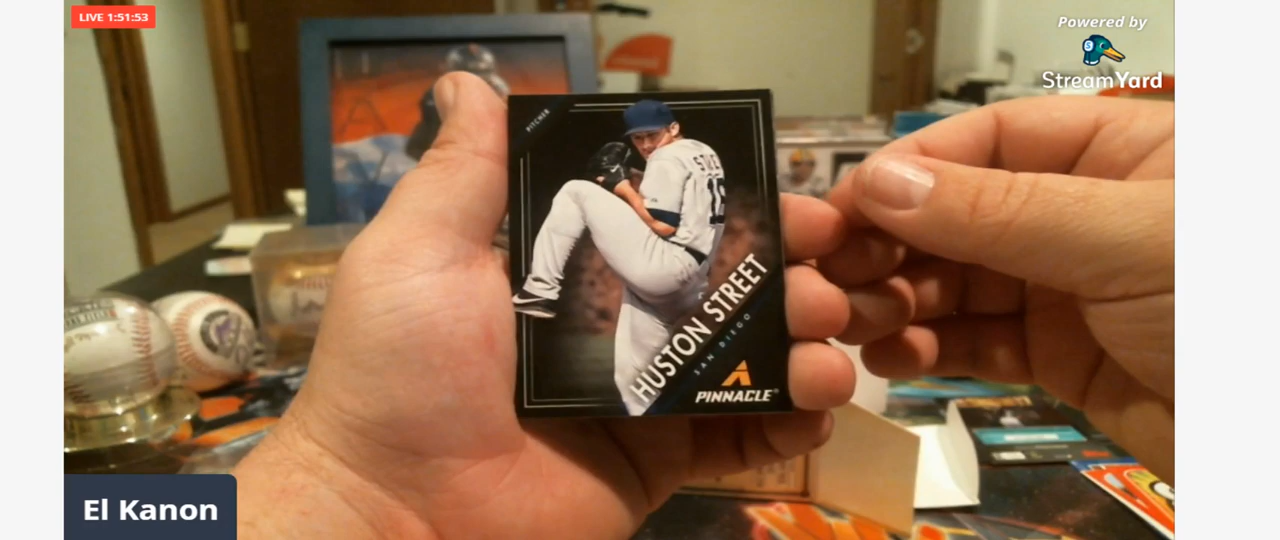 LIVE 1:51:53
Powered by
StreamYard
PITCHER
HUSTON STREET
SAN DIEGO
PINNACLE
El Kanon